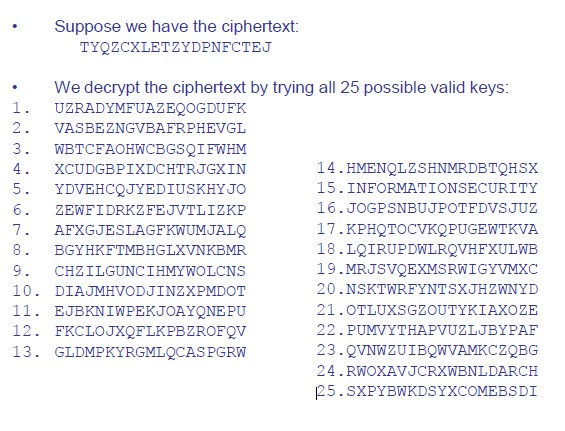 • Suppose we have the ciphertext:
TYQZCXLETZYDPNFCTEJ
• We decrypt the ciphertext by trying all 25 possible valid keys:
1. UZRADYMFUAZEQOGDUFK
2. VASBEZNGVBAFRPHEVGL
3. WBTCFAOHWCBGSQIFWHM
4. XCUDGBPIXDCHTRJGXIN
5. YDVEHCQJYEDIUSKHYJO
6. ZEWFIDRKZFEJVTLIZKP
7. AFXGJESLAGFKWUMJALQ
8. BGYHKFTMBHGLXVNKBMR
9. CHZILGUNCIHMYWOLCNS
10. DIAJMHVODJINZXPMDOT
11. EJBKNIWPEKJOAYQNEPU
12. FKCLOJXQFLKPBZROFQV
13. GLDMPKYRGMLQCASPGRW
14.HMENQLZSHNMRDBTQHSX
15.INFORMATIONSECURITY
16.JOGPSNBUJPOTFDVSJUZ
17.KPHQTOCVKQPUGEWTKVA
18.LQIRUPDWLRQVHFXULWB
19.MRJSVQEXMSRWIGYVMXC
20.NSKTWRFYNTSXJHZWNYD
21.OTLUXSGZOUTYKIAXOZE
22.PUMVYTHAPVUZLJBYPAF
23.QVNWZUIBQWVAMKCZQBG
24.RWOXAVJCRXWBNLDARCH
25.SXPYBWKDSYXCOMEBSDI